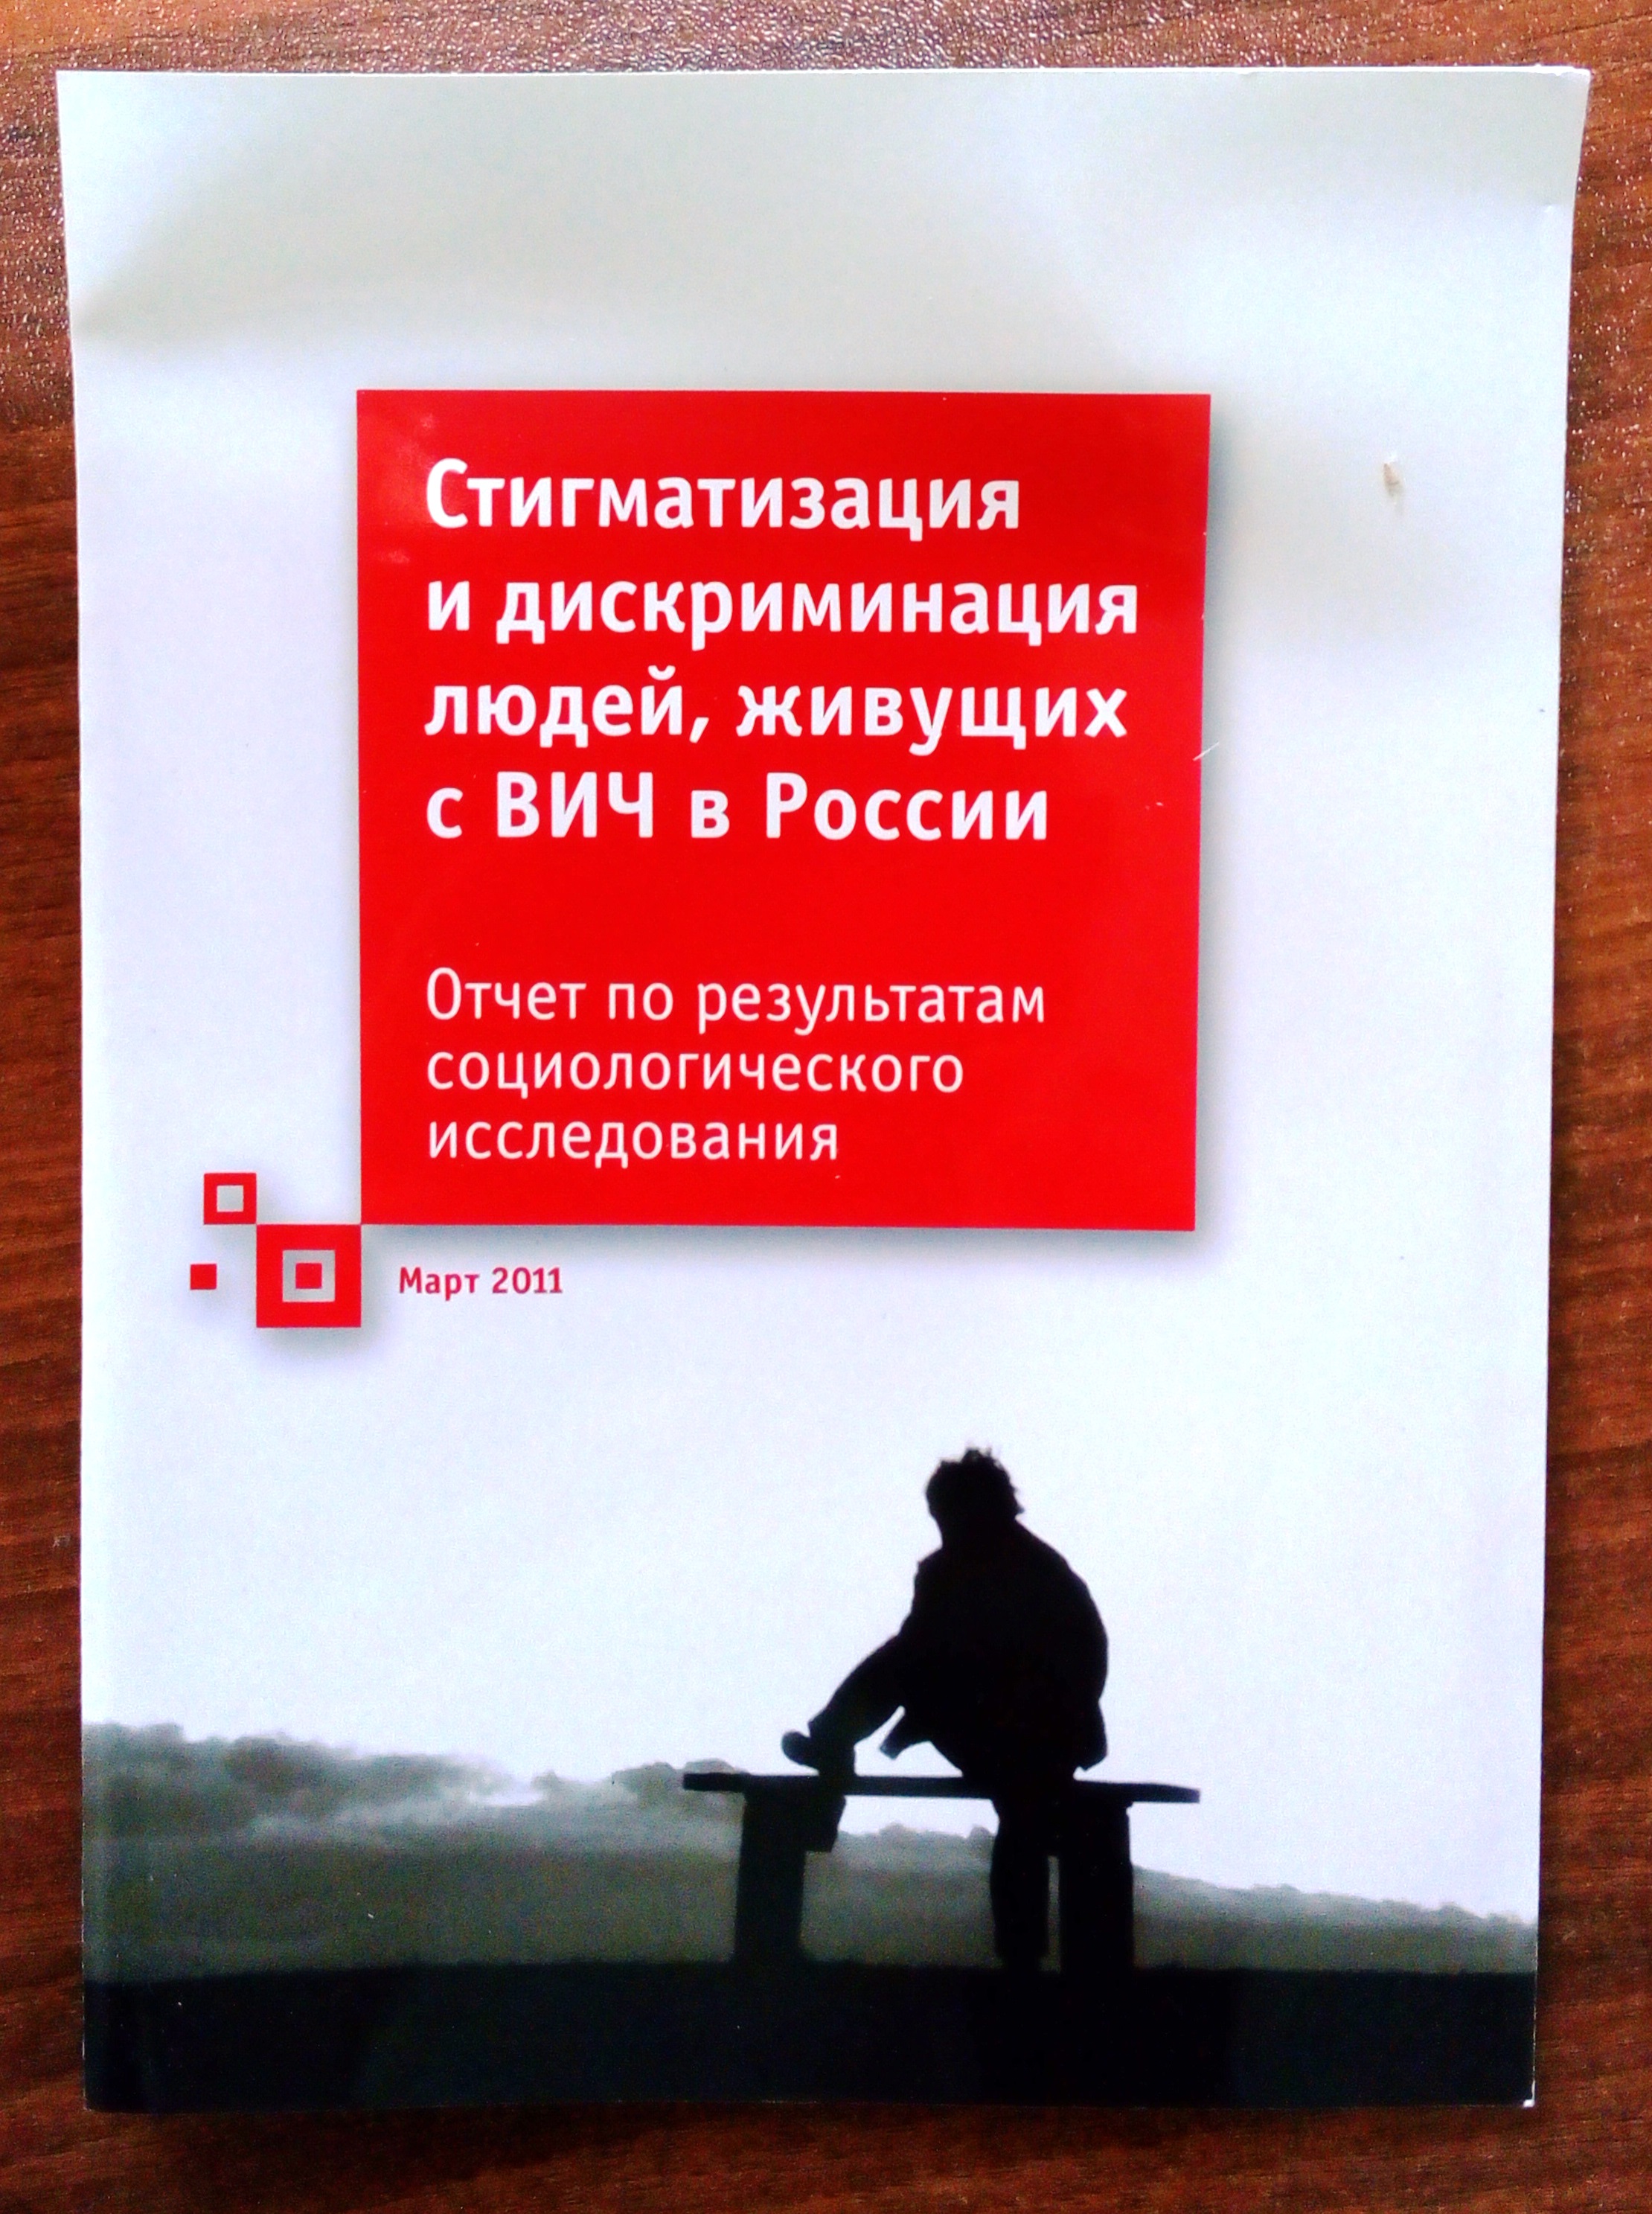 Стигматизация
и дискриминация
людей, живущих
с ВИЧ в России
Отчет по результатам
социологического
исследования
Март 2011